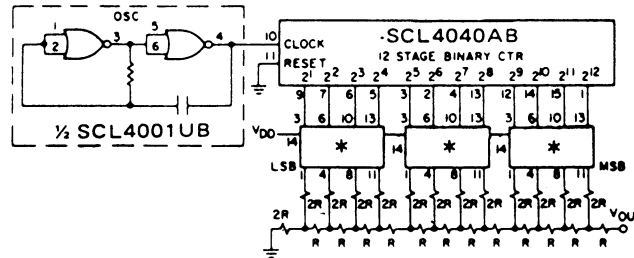 OSC
1
2
3
5
6
4
½ SCL4001UB
10
11
CLOCK
RESET
SCL4040AB
12 STAGE BINARY CTR
2¹ 2² 2³ 2⁴ 2⁵ 2⁶ 2⁷ 2⁸ 2⁹ 2¹⁰ 2¹¹ 2¹²
9 7 6 5 3 2 4 13 12 14 15 1
3 6 10 13 3 6 10 13 3 6 10 13
VDD 14 * 14 * 14 *
LSB MSB
1 4 8 11 1 4 8 11 1 4 8 11
2R 2R 2R 2R 2R 2R 2R 2R 2R 2R 2R 2R
2R VOU
R R R R R R R R R R R R